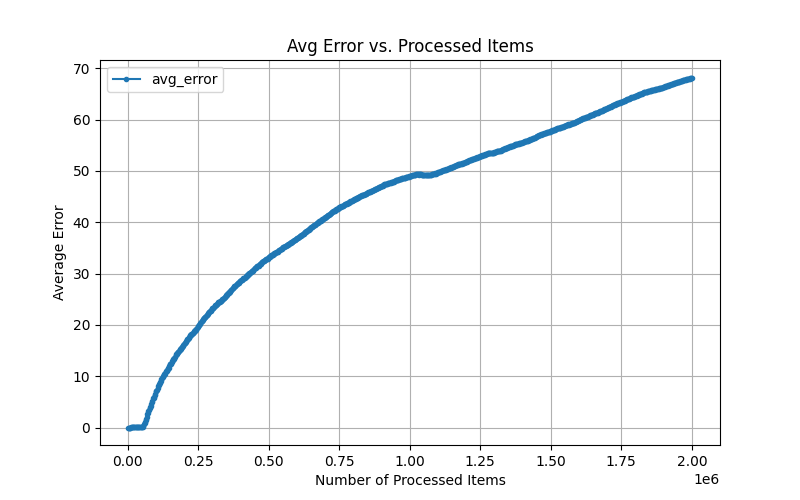 Avg Error vs. Processed Items
avg_error
Average Error
70
60
50
40
30
20
10
0
0.00 0.25 0.50 0.75 1.00 1.25 1.50 1.75 2.00
1e6
Number of Processed Items